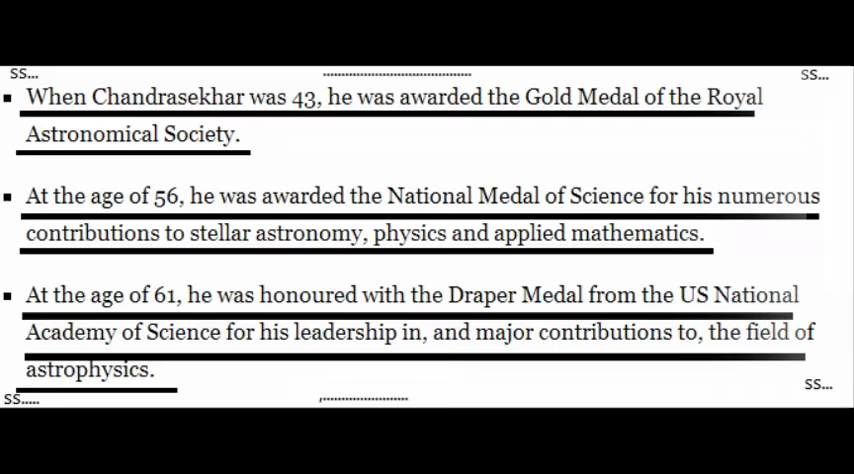 ss... ......................................... ss...
▪ When Chandrasekhar was 43, he was awarded the Gold Medal of the Royal
Astronomical Society.
▪ At the age of 56, he was awarded the National Medal of Science for his numerous
contributions to stellar astronomy, physics and applied mathematics.
▪ At the age of 61, he was honoured with the Draper Medal from the US National
Academy of Science for his leadership in, and major contributions to, the field of
astrophysics.
ss...
ss..... ,.......................